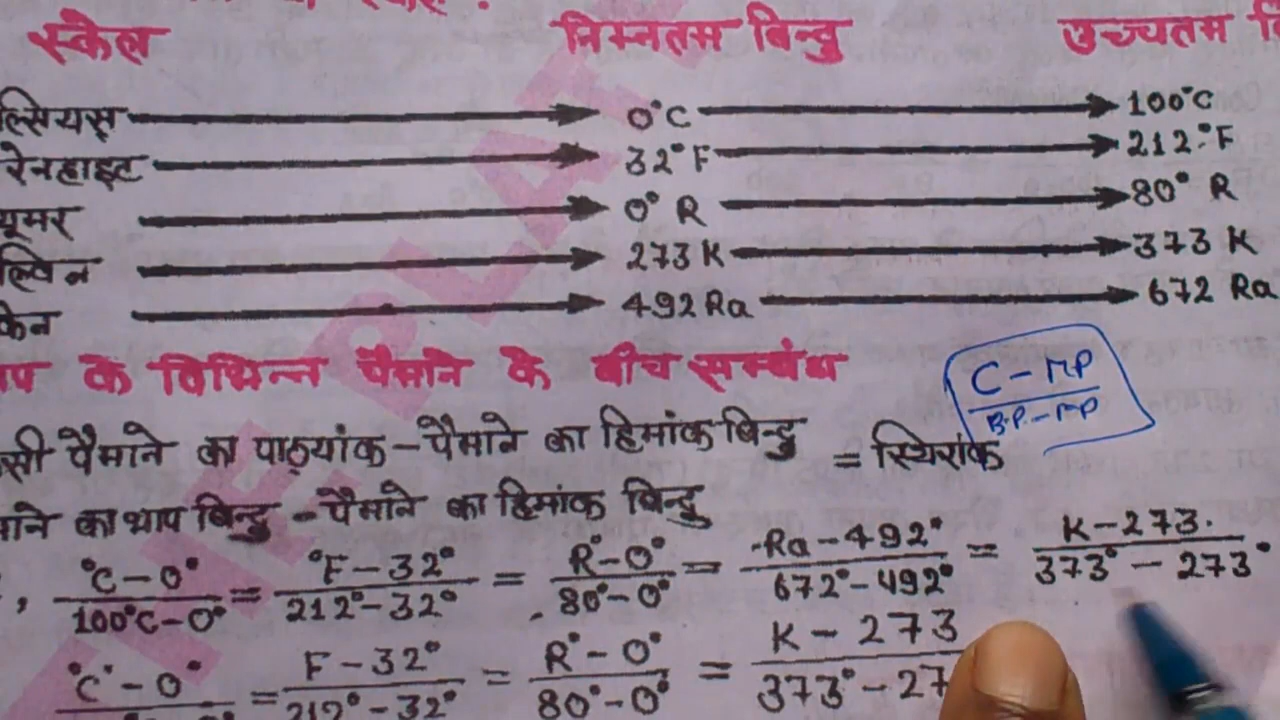 स्केल निम्नतम बिन्दु उच्चतम
ल्सियस 0°C 100°C
रेनहाइट 32°F 212°F
यूमर 0° R 80° R
ल्विन 273 K 373 K
केन 492 Ra 672 Ra
प के विभिन्न पैमाने के बीच सम्बंध
C - MP
B.P. - MP
सी पैमाने का पाठ्यांक - पैमाने का हिमांक बिन्दु = स्थिरांक
माने का भाप बिन्दु - पैमाने का हिमांक बिन्दु
, °C - 0° = °F - 32° = R° - 0° = Ra - 492° = K - 273
100°C - 0° 212° - 32° 80° - 0° 672° - 492° 373° - 273°
°C° - 0° = F - 32° = R° - 0° = K - 273
212° - 32° 80° - 0° 373° - 27